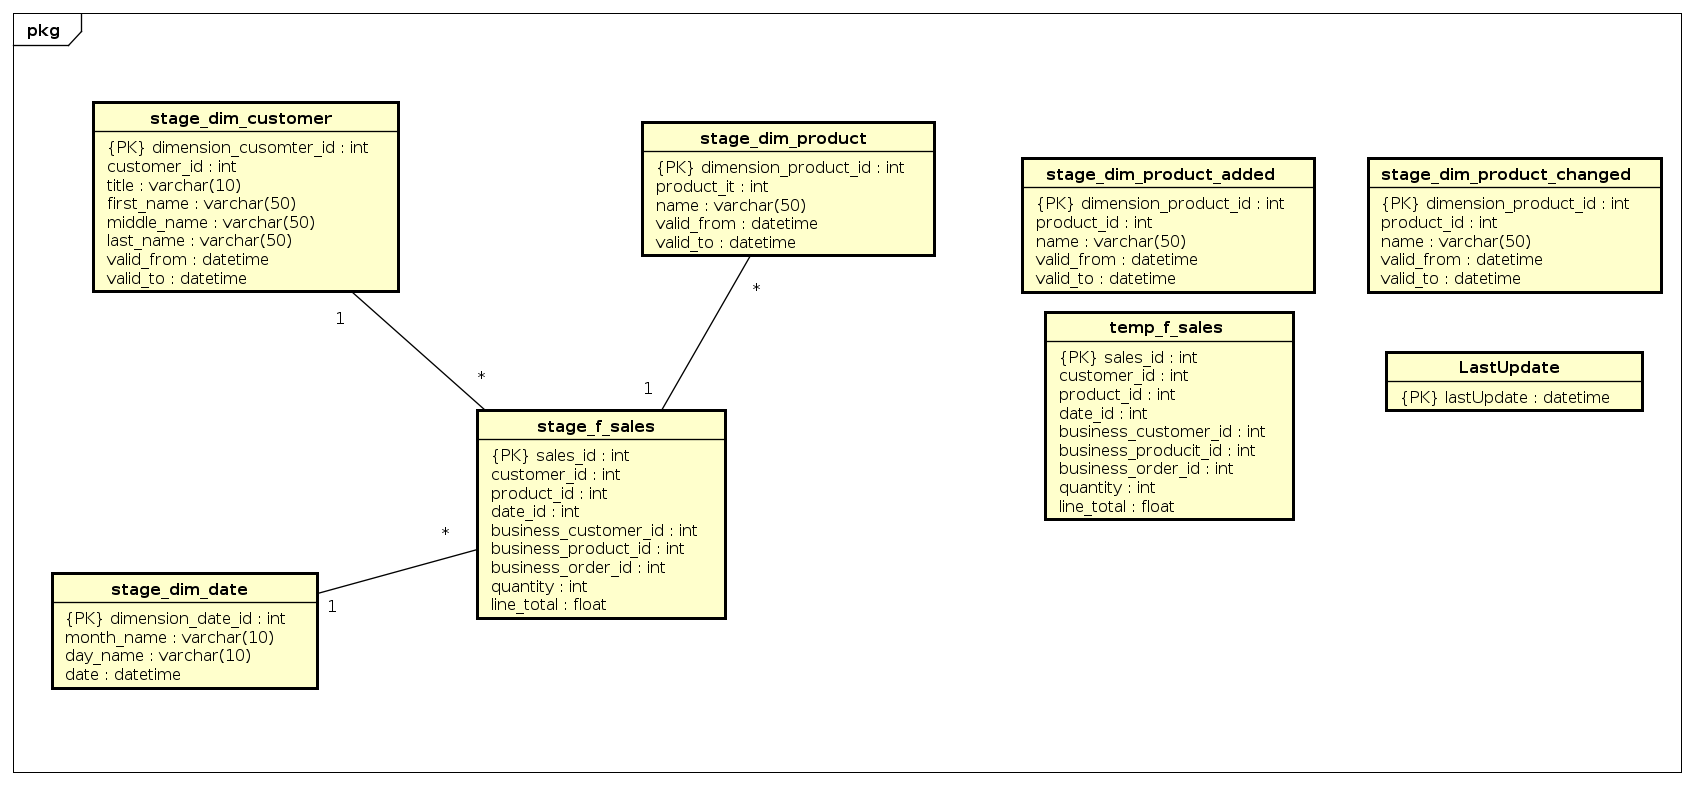 pkg
stage_dim_customer
{PK} dimension_cusomter_id : int
customer_id : int
title : varchar(10)
first_name : varchar(50)
middle_name : varchar(50)
last_name : varchar(50)
valid_from : datetime
valid_to : datetime
stage_dim_product
{PK} dimension_product_id : int
product_it : int
name : varchar(50)
valid_from : datetime
valid_to : datetime
stage_dim_product_added
{PK} dimension_product_id : int
product_id : int
name : varchar(50)
valid_from : datetime
valid_to : datetime
stage_dim_product_changed
{PK} dimension_product_id : int
product_id : int
name : varchar(50)
valid_from : datetime
valid_to : datetime
1
*
*
1
temp_f_sales
{PK} sales_id : int
customer_id : int
product_id : int
date_id : int
business_customer_id : int
business_producit_id : int
business_order_id : int
quantity : int
line_total : float
LastUpdate
{PK} lastUpdate : datetime
stage_f_sales
{PK} sales_id : int
customer_id : int
product_id : int
date_id : int
business_customer_id : int
business_product_id : int
business_order_id : int
quantity : int
line_total : float
*
1
stage_dim_date
{PK} dimension_date_id : int
month_name : varchar(10)
day_name : varchar(10)
date : datetime